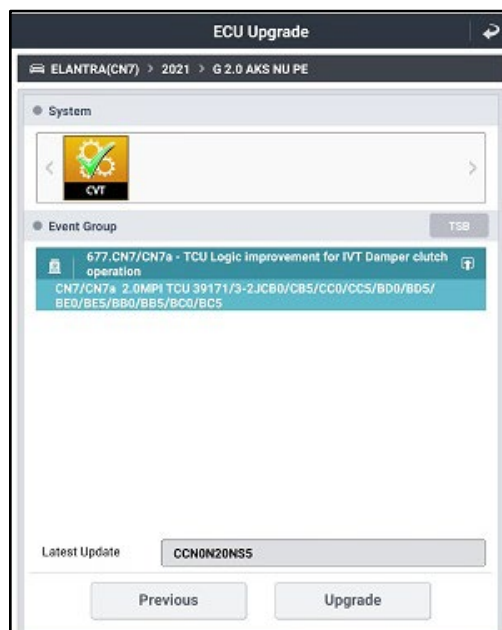 ECU Upgrade
ELANTRA(CN7) > 2021 > G 2.0 AKS NU PE
System
CVT
Event Group
TSB
677.CN7/CN7a - TCU Logic improvement for IVT Damper clutch
operation
CN7/CN7a 2.0MPI TCU 39171/3-2JCB0/CB5/CC0/CC5/BD0/BD5/
BE0/BE5/BB0/BB5/BC0/BC5
Latest Update
CCN0N20NS5
Previous
Upgrade